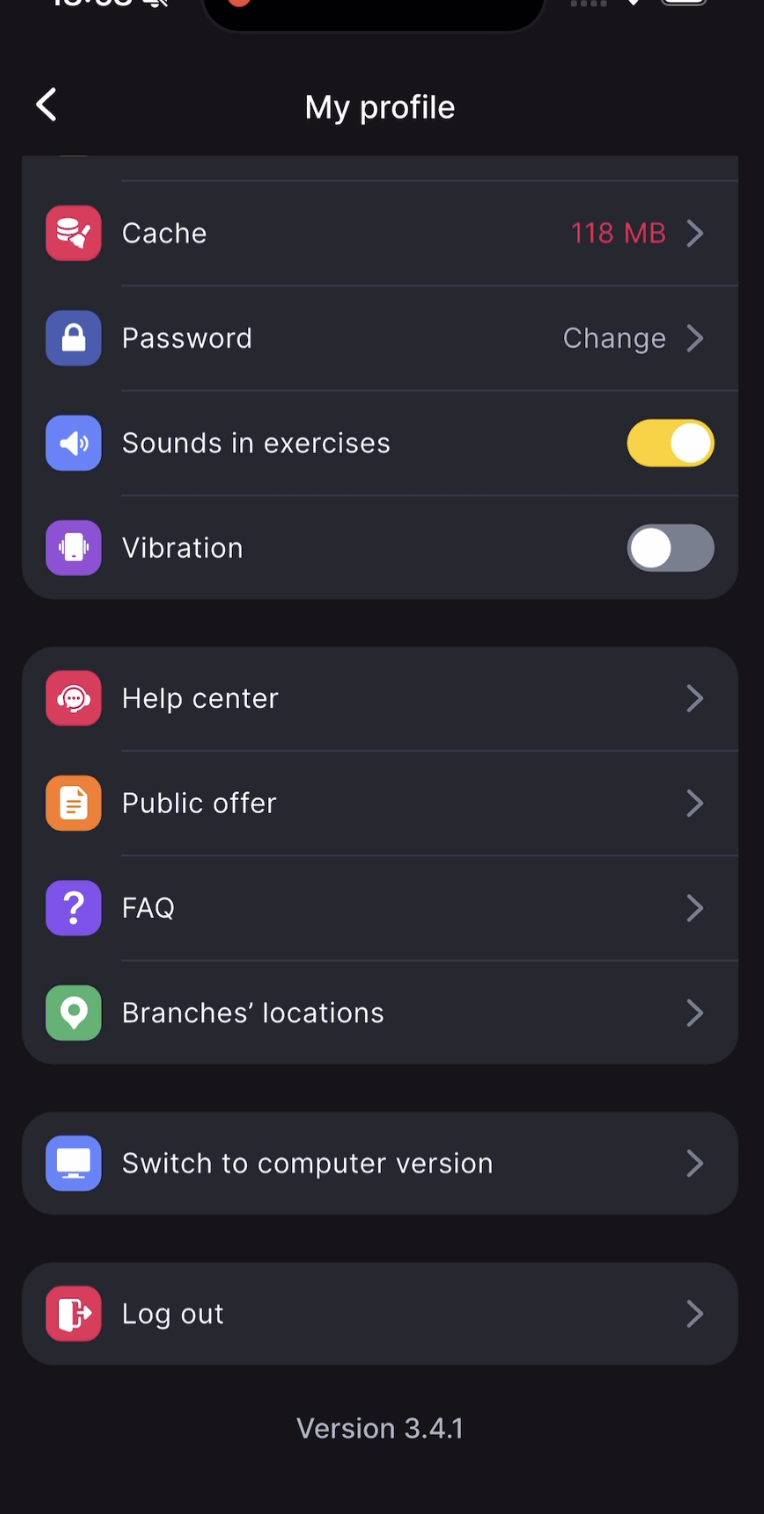 My profile
Cache 118 MB
Password Change
Sounds in exercises
Vibration
Help center
Public offer
FAQ
Branches’ locations
Switch to computer version
Log out
Version 3.4.1